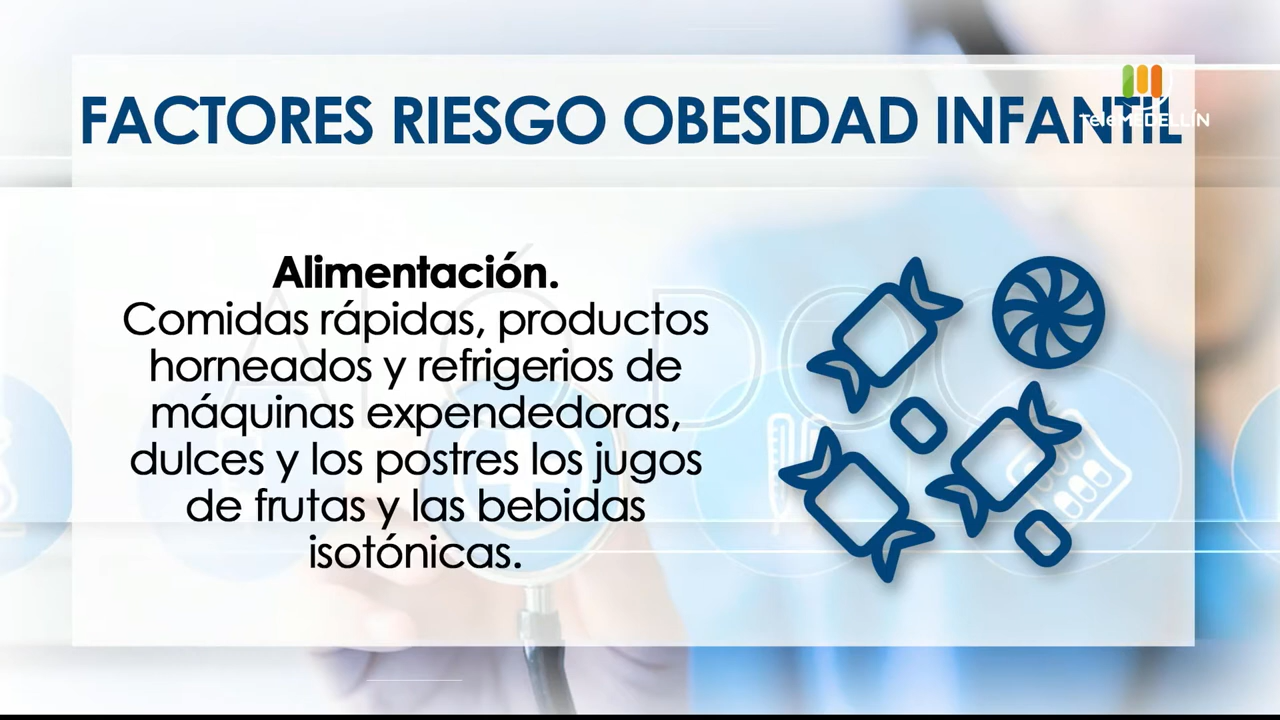 FACTORES RIESGO OBESIDAD INFANTIL
TeleMEDELLÍN
Alimentación.
Comidas rápidas, productos
horneados y refrigerios de
máquinas expendedoras,
dulces y los postres los jugos
de frutas y las bebidas
isotónicas.